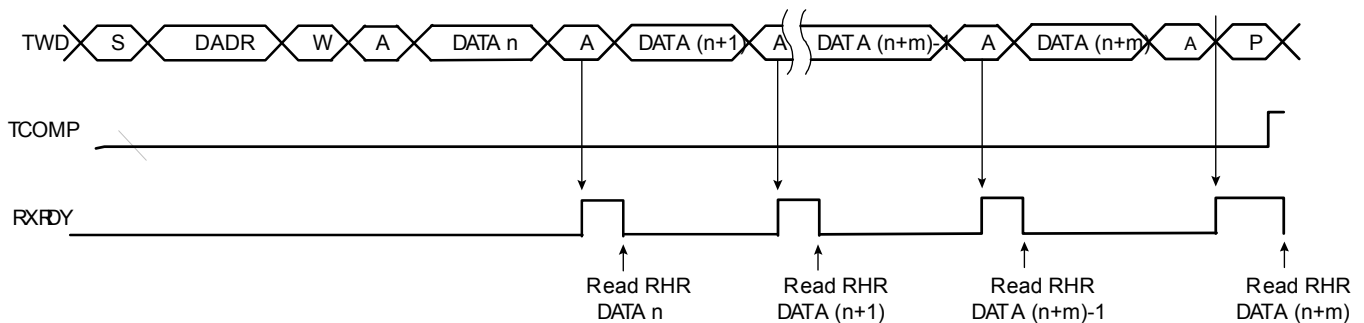 TWD S DADR W A DATA n A DATA (n+1) A DATA (n+m)-1 A DATA (n+m) A P
TCOMP
RXRDY
Read RHR Read RHR Read RHR Read RHR
DATA n DATA (n+1) DATA (n+m)-1 DATA (n+m)